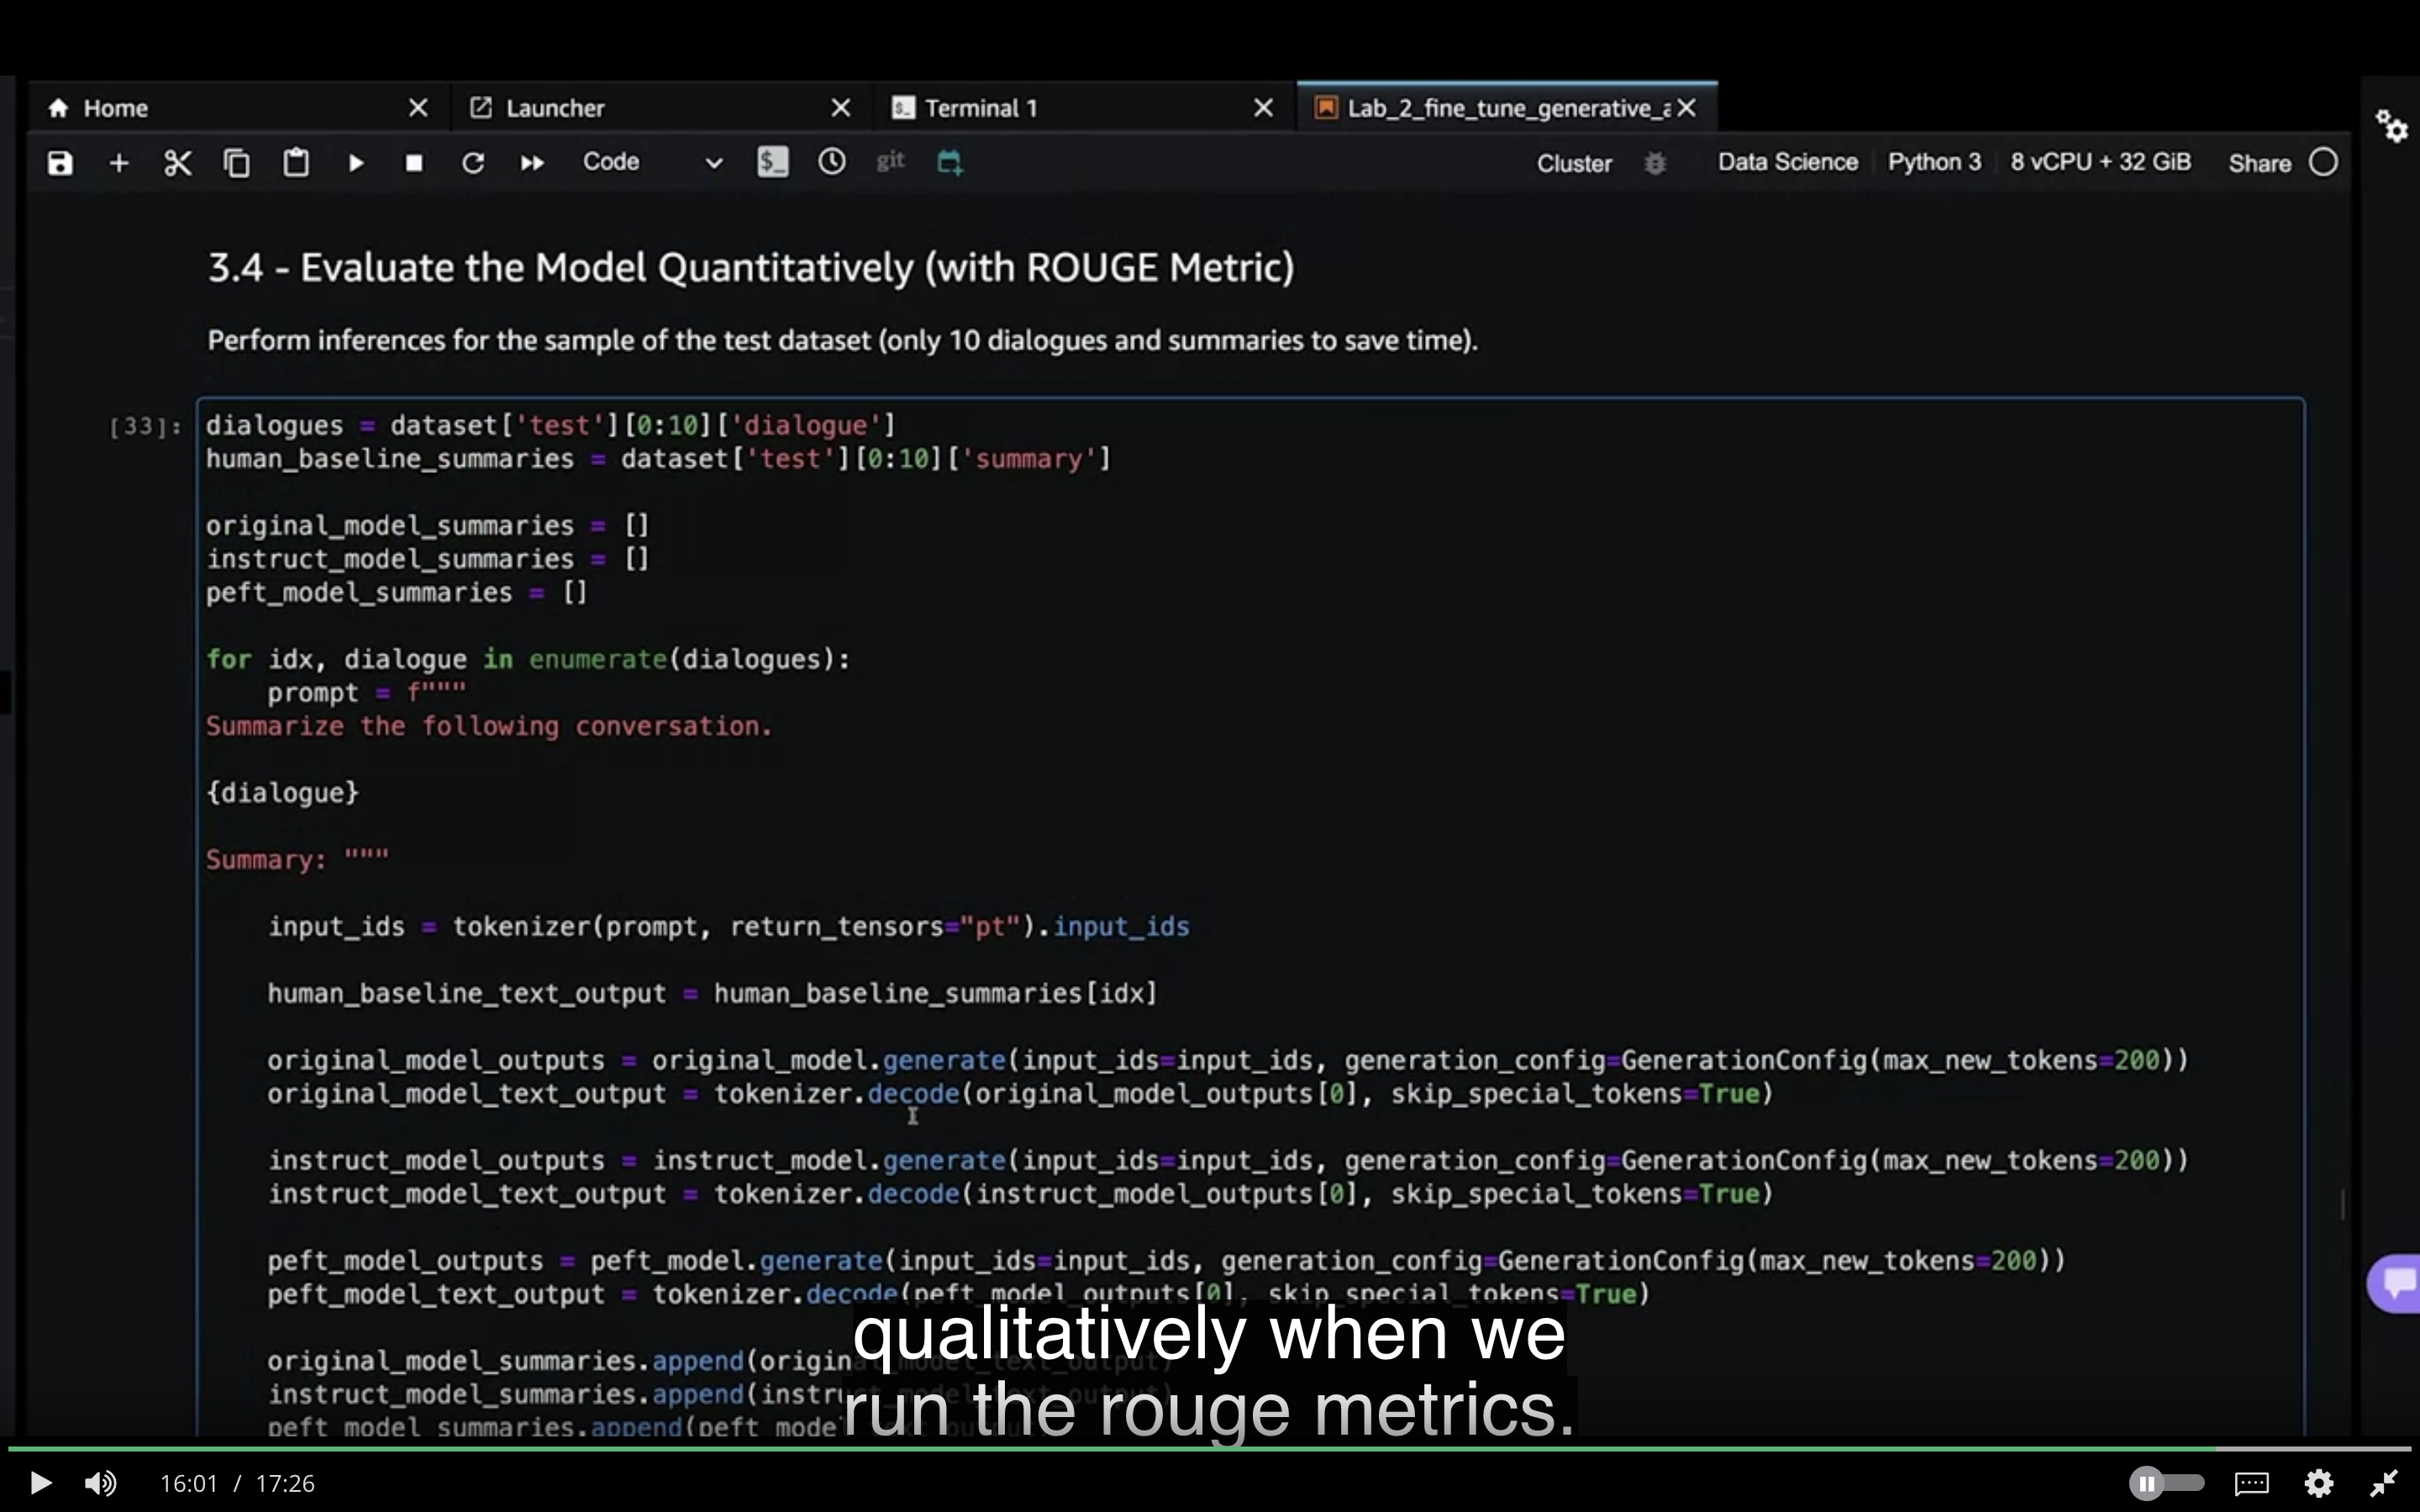 Home
Launcher
Terminal 1
Lab_2_fine_tune_generative_a
Code
git
Cluster
Data Science
Python 3
8 vCPU + 32 GiB
Share
3.4 - Evaluate the Model Quantitatively (with ROUGE Metric)
Perform inferences for the sample of the test dataset (only 10 dialogues and summaries to save time).
[33]:
dialogues = dataset['test'][0:10]['dialogue']
human_baseline_summaries = dataset['test'][0:10]['summary']
original_model_summaries = []
instruct_model_summaries = []
peft_model_summaries = []
for idx, dialogue in enumerate(dialogues):
    prompt = f"""
Summarize the following conversation.
{dialogue}
Summary: """
    input_ids = tokenizer(prompt, return_tensors="pt").input_ids
    human_baseline_text_output = human_baseline_summaries[idx]
    original_model_outputs = original_model.generate(input_ids=input_ids, generation_config=GenerationConfig(max_new_tokens=200))
    original_model_text_output = tokenizer.decode(original_model_outputs[0], skip_special_tokens=True)
    instruct_model_outputs = instruct_model.generate(input_ids=input_ids, generation_config=GenerationConfig(max_new_tokens=200))
    instruct_model_text_output = tokenizer.decode(instruct_model_outputs[0], skip_special_tokens=True)
    peft_model_outputs = peft_model.generate(input_ids=input_ids, generation_config=GenerationConfig(max_new_tokens=200))
    peft_model_text_output = tokenizer.decode(peft_model_outputs[0], skip_special_tokens=True)
    original_model_summaries.append(original_model_text_output)
    instruct_model_summaries.append(instruct_model_text_output)
    peft_model_summaries.append(peft_model_text_output
qualitatively when we
run the rouge metrics.
16:01 / 17:26